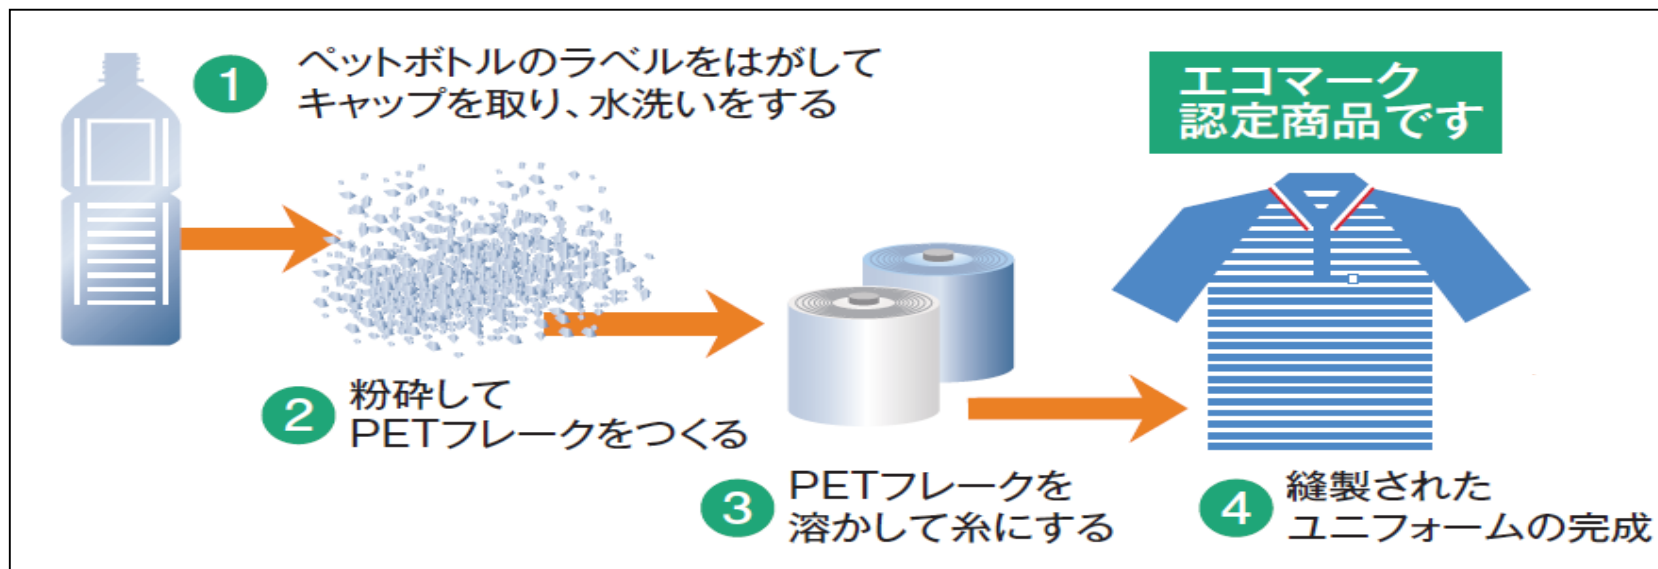 1 ペットボトルのラベルをはがして
キャップを取り、水洗いをする
エコマーク
認定商品です
2 粉砕して
PETフレークをつくる
3 PETフレークを
溶かして糸にする
4 縫製された
ユニフォームの完成